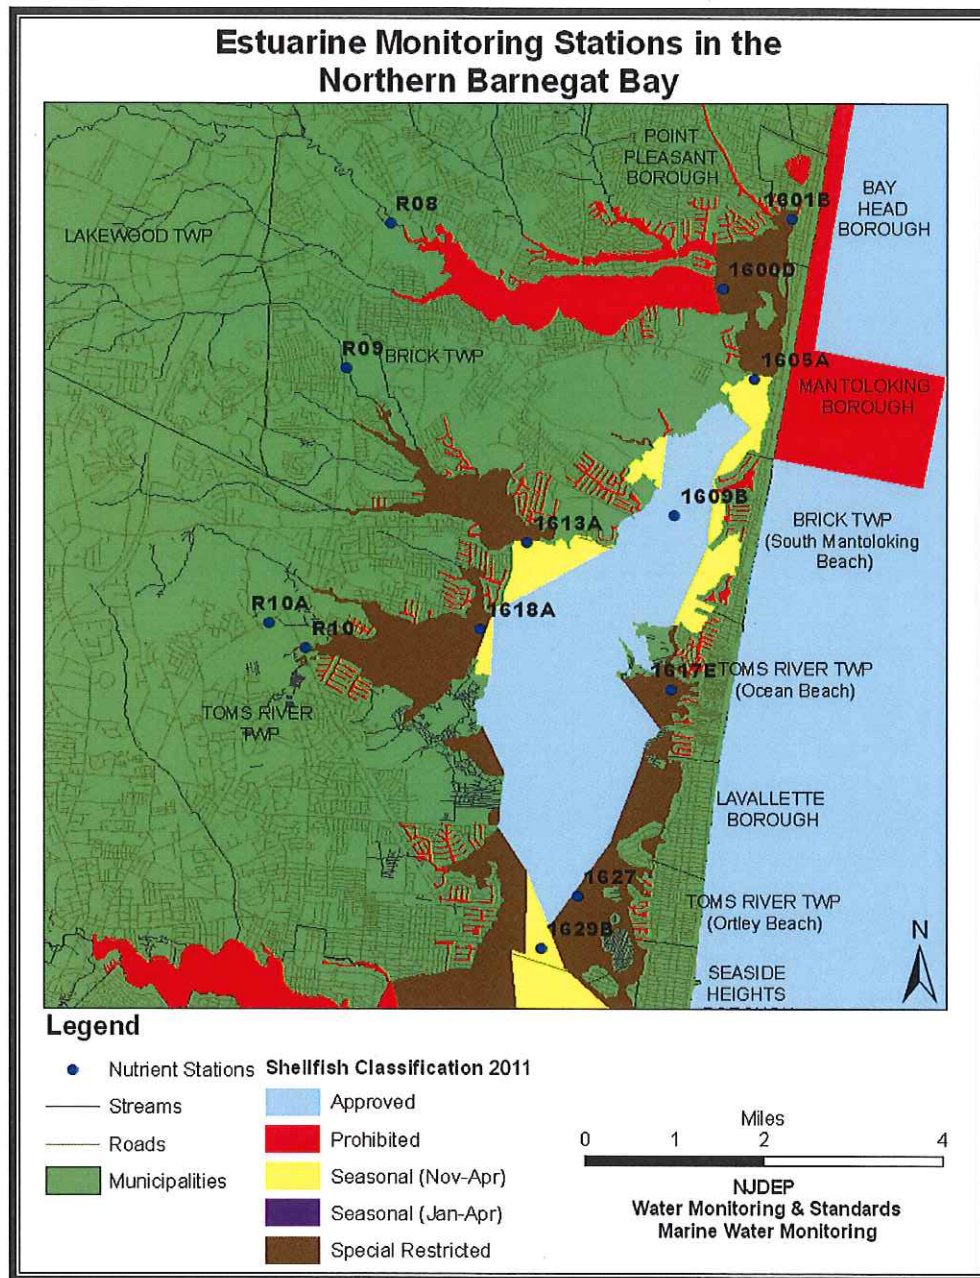 Estuarine Monitoring Stations in the
Northern Barnegat Bay
POINT
PLEASANT
BOROUGH
BAY
HEAD
BOROUGH
R08
1601B
LAKEWOOD TWP
1600D
R09
BRICK TWP
1605A
MANTOLOKING
BOROUGH
1609B
1613A
BRICK TWP
(South Mantoloking
Beach)
R10A
1618A
R10
1617E
TOMS RIVER TWP
(Ocean Beach)
TOMS RIVER
TWP
LAVALLETTE
BOROUGH
1627
TOMS RIVER TWP
(Ortley Beach)
1629B
N
SEASIDE
HEIGHTS
Legend
Nutrient Stations
Streams
Roads
Municipalities
Shellfish Classification 2011
Approved
Prohibited
Seasonal (Nov-Apr)
Seasonal (Jan-Apr)
Special Restricted
Miles
0 1 2 4
NJDEP
Water Monitoring & Standards
Marine Water Monitoring